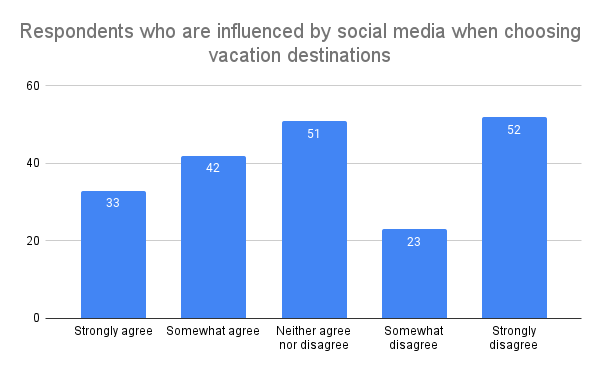 Respondents who are influenced by social media when choosing
vacation destinations
60
40
20
0
33
42
51
23
52
Strongly agree
Somewhat agree
Neither agree
nor disagree
Somewhat
disagree
Strongly
disagree